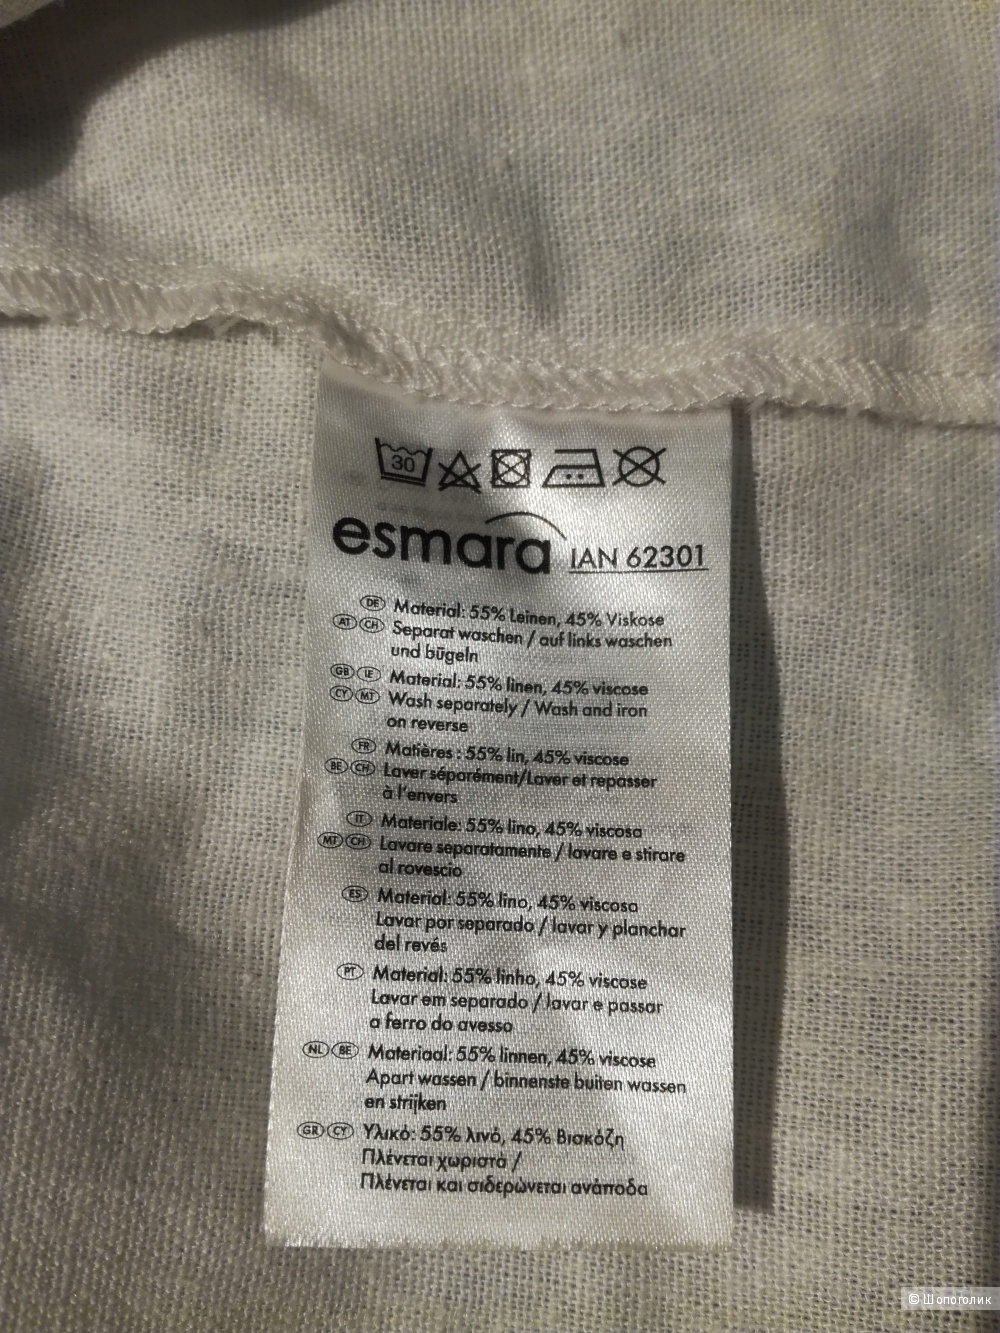 30
esmara IAN 62301
DE Material: 55% Leinen, 45% Viskose
AT CH Separat waschen / auf links waschen
und bügeln
GB IE Material: 55% linen, 45% viscose
CY MT Wash separately / Wash and iron
on reverse
FR Matières : 55% lin, 45% viscose
BE CH Laver séparément/Laver et repasser
à l'envers
IT Materiale: 55% lino, 45% viscosa
MT CH Lavare separatamente / lavare e stirare
al rovescio
ES Material: 55% lino, 45% viscosa
Lavar por separado / lavar y planchar
del revés
PT Material: 55% linho, 45% viscose
Lavar em separado / lavar e passar
a ferro do avesso
NL BE Materiaal: 55% linnen, 45% viscose
Apart wassen / binnenste buiten wassen
en strijken
GR CY Υλικό: 55% λινό, 45% Βισκόζη
Πλένεται χωριστά /
Πλένεται και σιδερώνεται ανάποδα
© Шопоголик